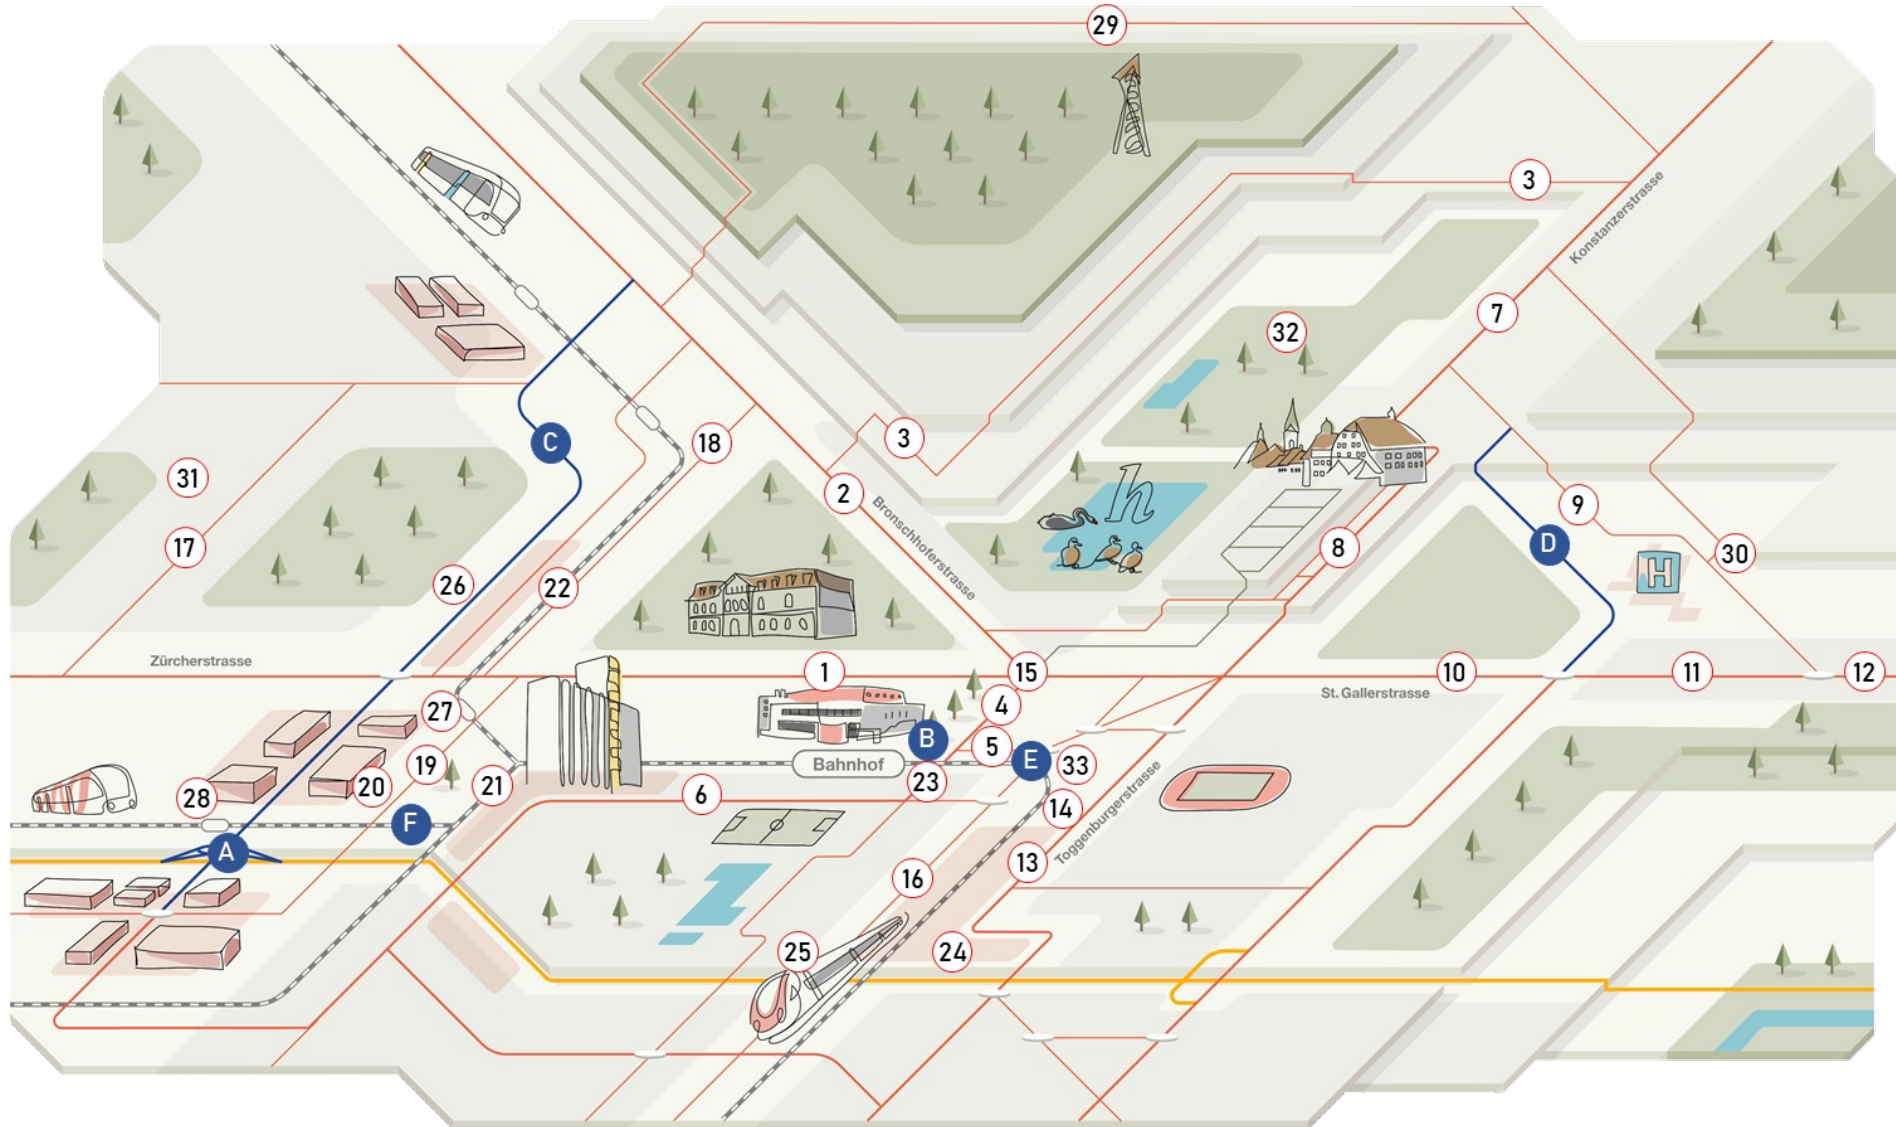 29
3
Konstanzerstrasse
7
32
18
3
C
2
31
Bronschhoferstrasse
h
9
17
8
D
30
H
26
22
Zürcherstrasse
1
15
10
11
12
St. Gallerstrasse
4
27
B
5
E
33
19
Bahnhof
20
21
23
28
6
14
Toggenburgerstrasse
F
A
13
16
25
24